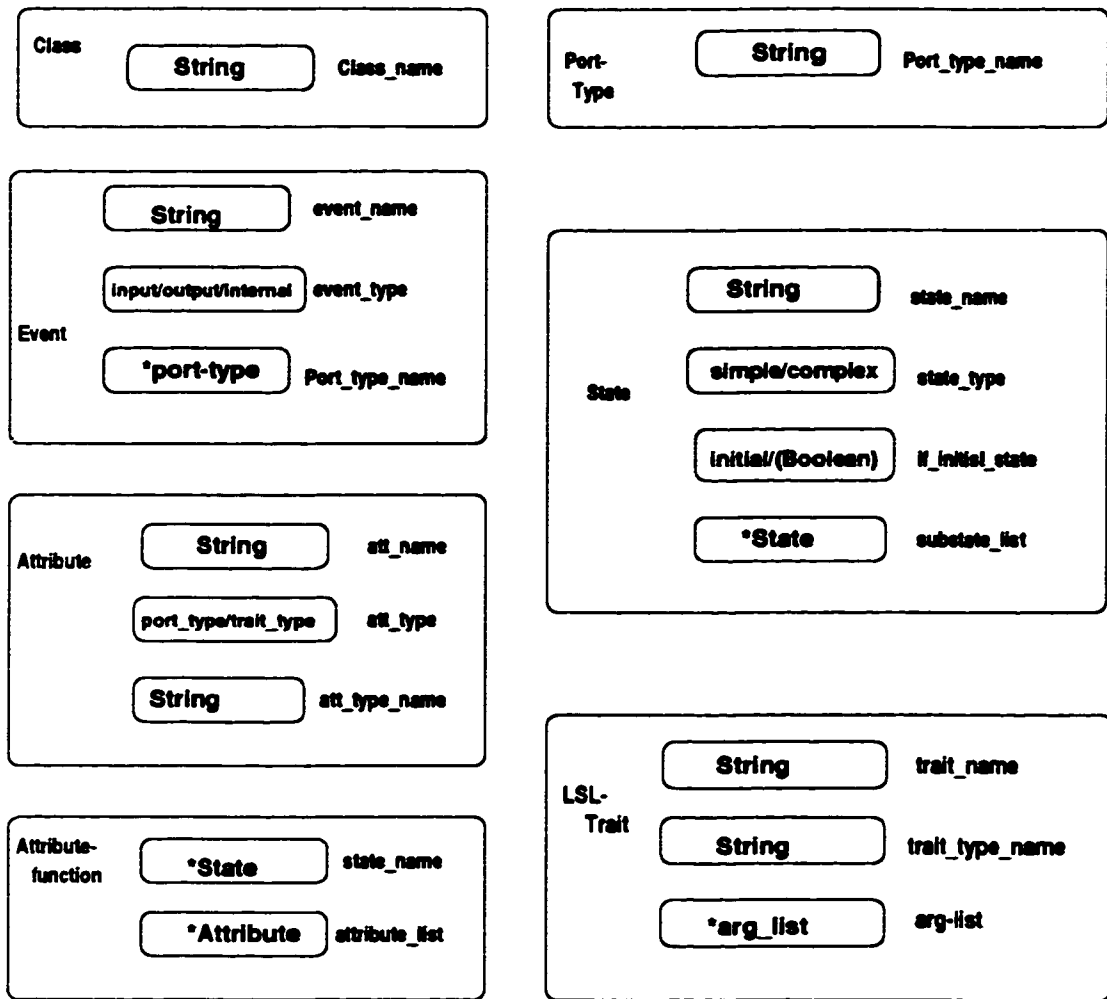 Class
String Class_name
Event
String event_name
input/output/internal event_type
*port-type Port_type_name
Attribute
String att_name
port_type/trait_type att_type
String att_type_name
Attribute-
function
*State state_name
*Attribute attribute_list
Port-
Type
String Port_type_name
State
String state_name
simple/complex state_type
initial/(Boolean) if_initial_state
*State substate_list
LSL-
Trait
String trait_name
String trait_type_name
*arg_list arg-list